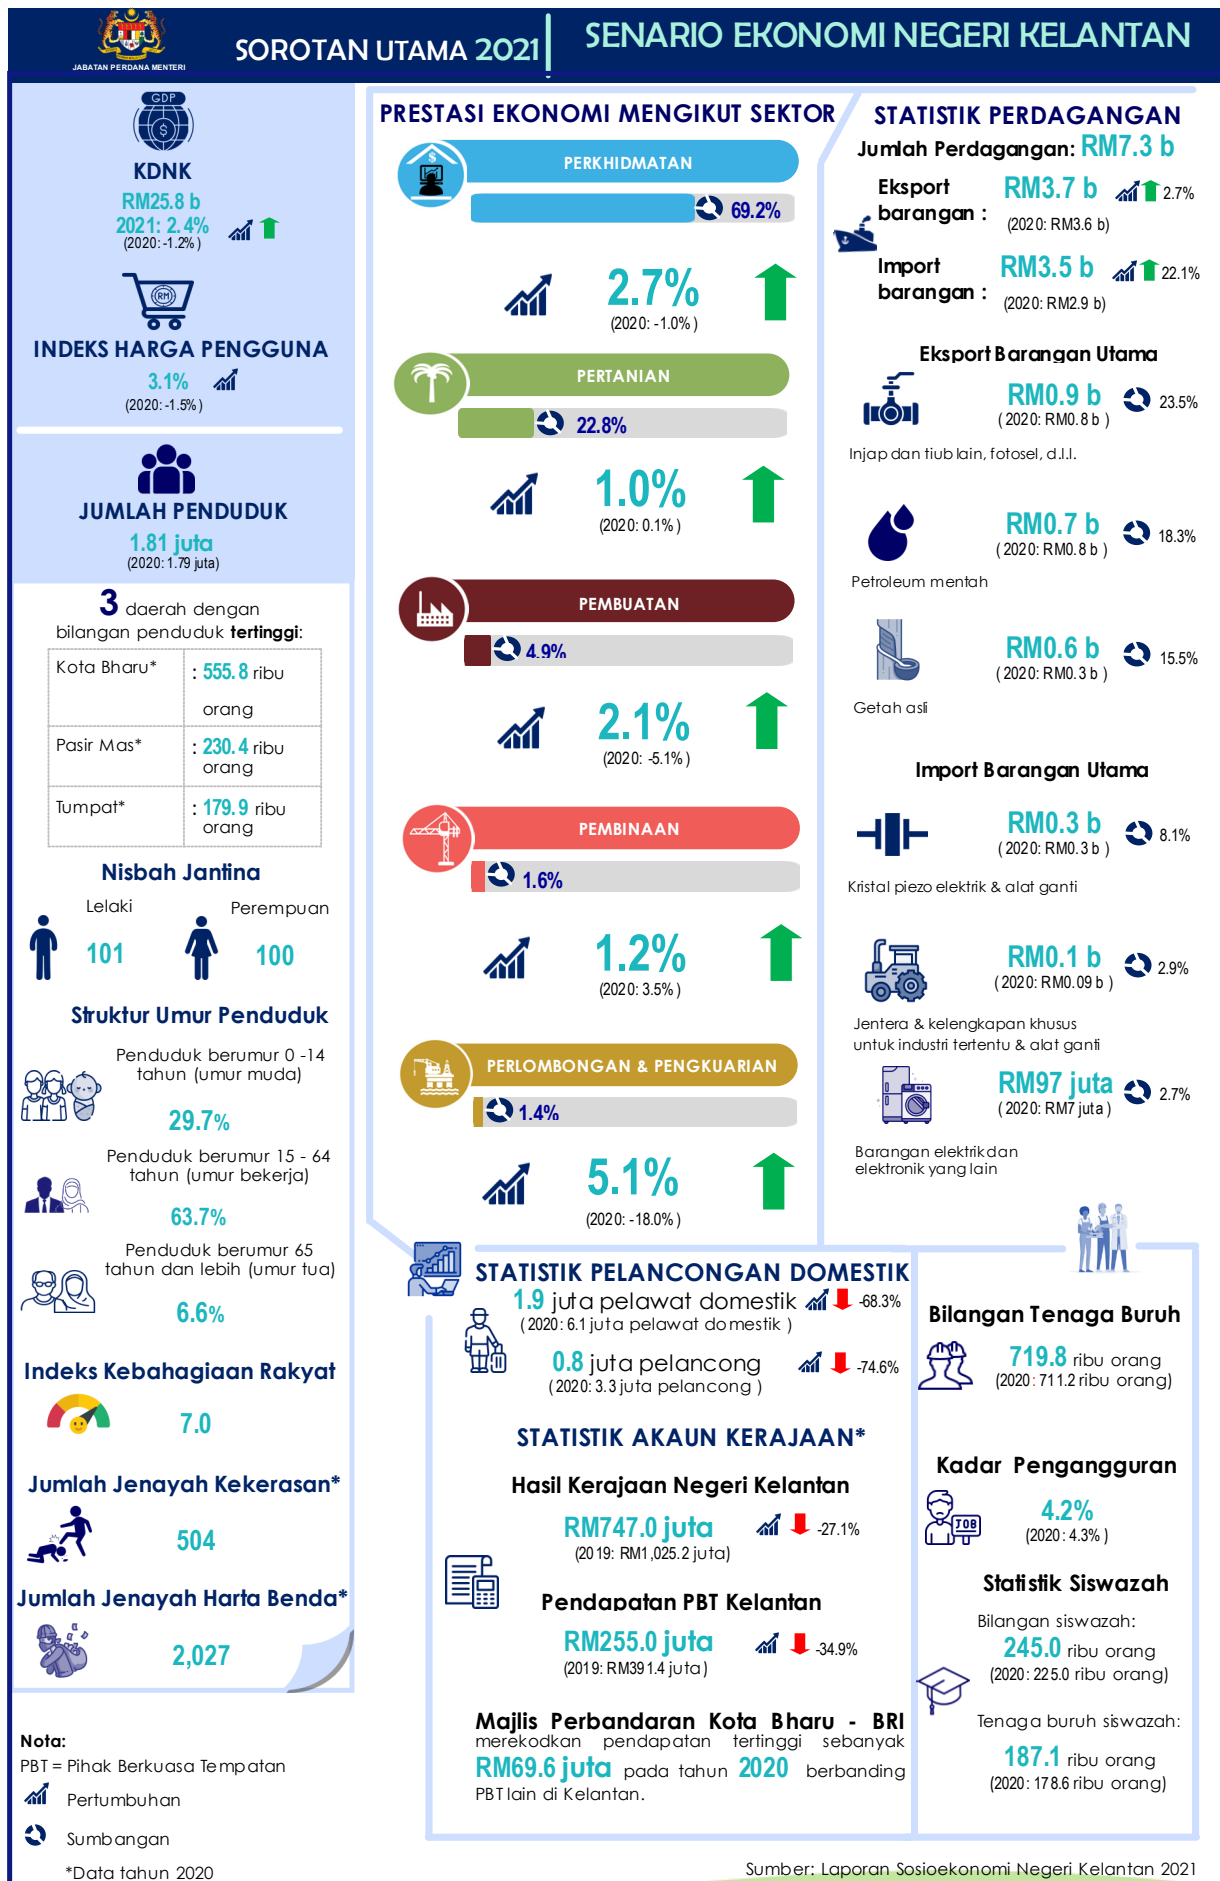 JABATAN PERDANA MENTERI
SOROTAN UTAMA 2021
SENARIO EKONOMI NEGERI KELANTAN
GDP
$
KDNK
RM25.8 b
2021: 2.4%
(2020: -1.2%)
RM
INDEKS HARGA PENGGUNA
3.1%
(2020: -1.5%)
JUMLAH PENDUDUK
1.81 juta
(2020: 1.79 juta)
3 daerah dengan
bilangan penduduk tertinggi:
Kota Bharu* : 555.8 ribu
orang
Pasir Mas* : 230.4 ribu
orang
Tumpat* : 179.9 ribu
orang
Nisbah Jantina
Lelaki Perempuan
101 100
Struktur Umur Penduduk
Penduduk berumur 0 -14
tahun (umur muda)
29.7%
Penduduk berumur 15 - 64
tahun (umur bekerja)
63.7%
Penduduk berumur 65
tahun dan lebih (umur tua)
6.6%
Indeks Kebahagiaan Rakyat
7.0
Jumlah Jenayah Kekerasan*
504
Jumlah Jenayah Harta Benda*
2,027
Nota:
PBT = Pihak Berkuasa Tempatan
Pertumbuhan
Sumbangan
*Data tahun 2020
PRESTASI EKONOMI MENGIKUT SEKTOR
$
PERKHIDMATAN
69.2%
2.7%
(2020: -1.0%)
PERTANIAN
22.8%
1.0%
(2020: 0.1%)
PEMBUATAN
4.9%
2.1%
(2020: -5.1%)
PEMBINAAN
1.6%
1.2%
(2020: 3.5%)
PERLOMBONGAN & PENGKUARIAN
1.4%
5.1%
(2020: -18.0%)
STATISTIK PERDAGANGAN
Jumlah Perdagangan: RM7.3 b
Eksport
barangan : RM3.7 b 2.7%
(2020: RM3.6 b)
Import
barangan : RM3.5 b 22.1%
(2020: RM2.9 b)
Eksport Barangan Utama
RM0.9 b 23.5%
(2020: RM0.8 b)
Injap dan tiub lain, fotosel, d.l.l.
RM0.7 b 18.3%
(2020: RM0.8 b)
Petroleum mentah
RM0.6 b 15.5%
(2020: RM0.3 b)
Getah asli
Import Barangan Utama
RM0.3 b 8.1%
(2020: RM0.3 b)
Kristal piezo elektrik & alat ganti
RM0.1 b 2.9%
(2020: RM0.09 b)
Jentera & kelengkapan khusus
untuk industri tertentu & alat ganti
RM97 juta 2.7%
(2020: RM7 juta)
Barangan elektrik dan
elektronik yang lain
STATISTIK PELANCONGAN DOMESTIK
1.9 juta pelawat domestik -68.3%
(2020: 6.1 juta pelawat domestik)
0.8 juta pelancong -74.6%
(2020: 3.3 juta pelancong)
STATISTIK AKAUN KERAJAAN*
Hasil Kerajaan Negeri Kelantan
RM747.0 juta -27.1%
(2019: RM1,025.2 juta)
Pendapatan PBT Kelantan
RM255.0 juta -34.9%
(2019: RM391.4 juta)
Majlis Perbandaran Kota Bharu - BRI
merekodkan pendapatan tertinggi sebanyak
RM69.6 juta pada tahun 2020 berbanding
PBT lain di Kelantan.
Bilangan Tenaga Buruh
719.8 ribu orang
(2020: 711.2 ribu orang)
Kadar Pengangguran
JOB
4.2%
(2020: 4.3%)
Statistik Siswazah
Bilangan siswazah:
245.0 ribu orang
(2020: 225.0 ribu orang)
Tenaga buruh siswazah:
187.1 ribu orang
(2020: 178.6 ribu orang)
Sumber: Laporan Sosioekonomi Negeri Kelantan 2021